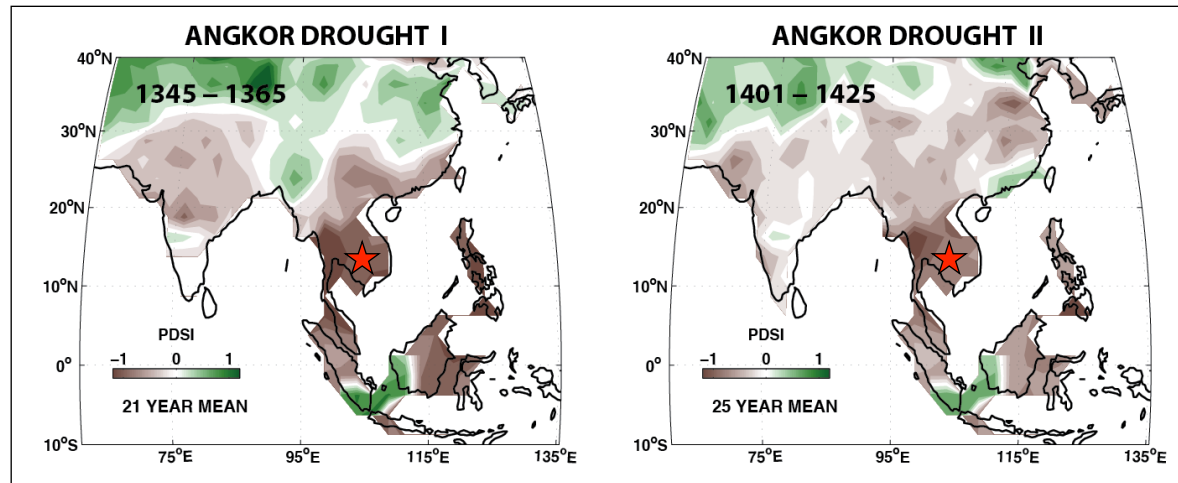 ANGKOR DROUGHT I
1345 – 1365
40°N
30°N
20°N
10°N
0°
10°S
PDSI
−1 0 1
21 YEAR MEAN
75°E 95°E 115°E 135°E
ANGKOR DROUGHT II
1401 – 1425
40°N
30°N
20°N
10°N
0°
10°S
PDSI
−1 0 1
25 YEAR MEAN
75°E 95°E 115°E 135°E